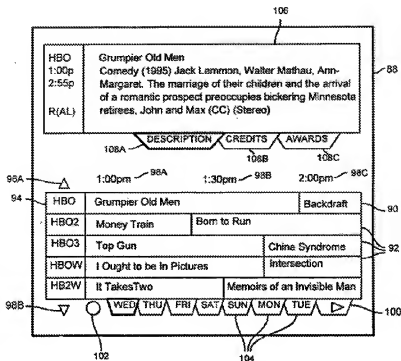 106
HBO Grumpier Old Men
1:00p Comedy (1995) Jack Lemmon, Walter Mathau, Ann-
2:55p Margaret. The marriage of their children and the arrival
of a romantic prospect preoccupies bickering Minnesota
R(AL) retirees, John and Max (CC) (Stereo)
88
DESCRIPTION CREDITS AWARDS
108A 108B 108C
98A 1:00pm 96A 1:30pm 96B 2:00pm 96C
94 HBO Grumpier Old Men Backdraft 90
HBO2 Money Train Born to Run
HBO3 Top Gun China Syndrome 92
HBOW I Ought to be In Pictures Intersection
HB2W It TakesTwo Memoirs of an Invisible Man
98B WED THU FRI SAT SUN MON TUE 100
102 104